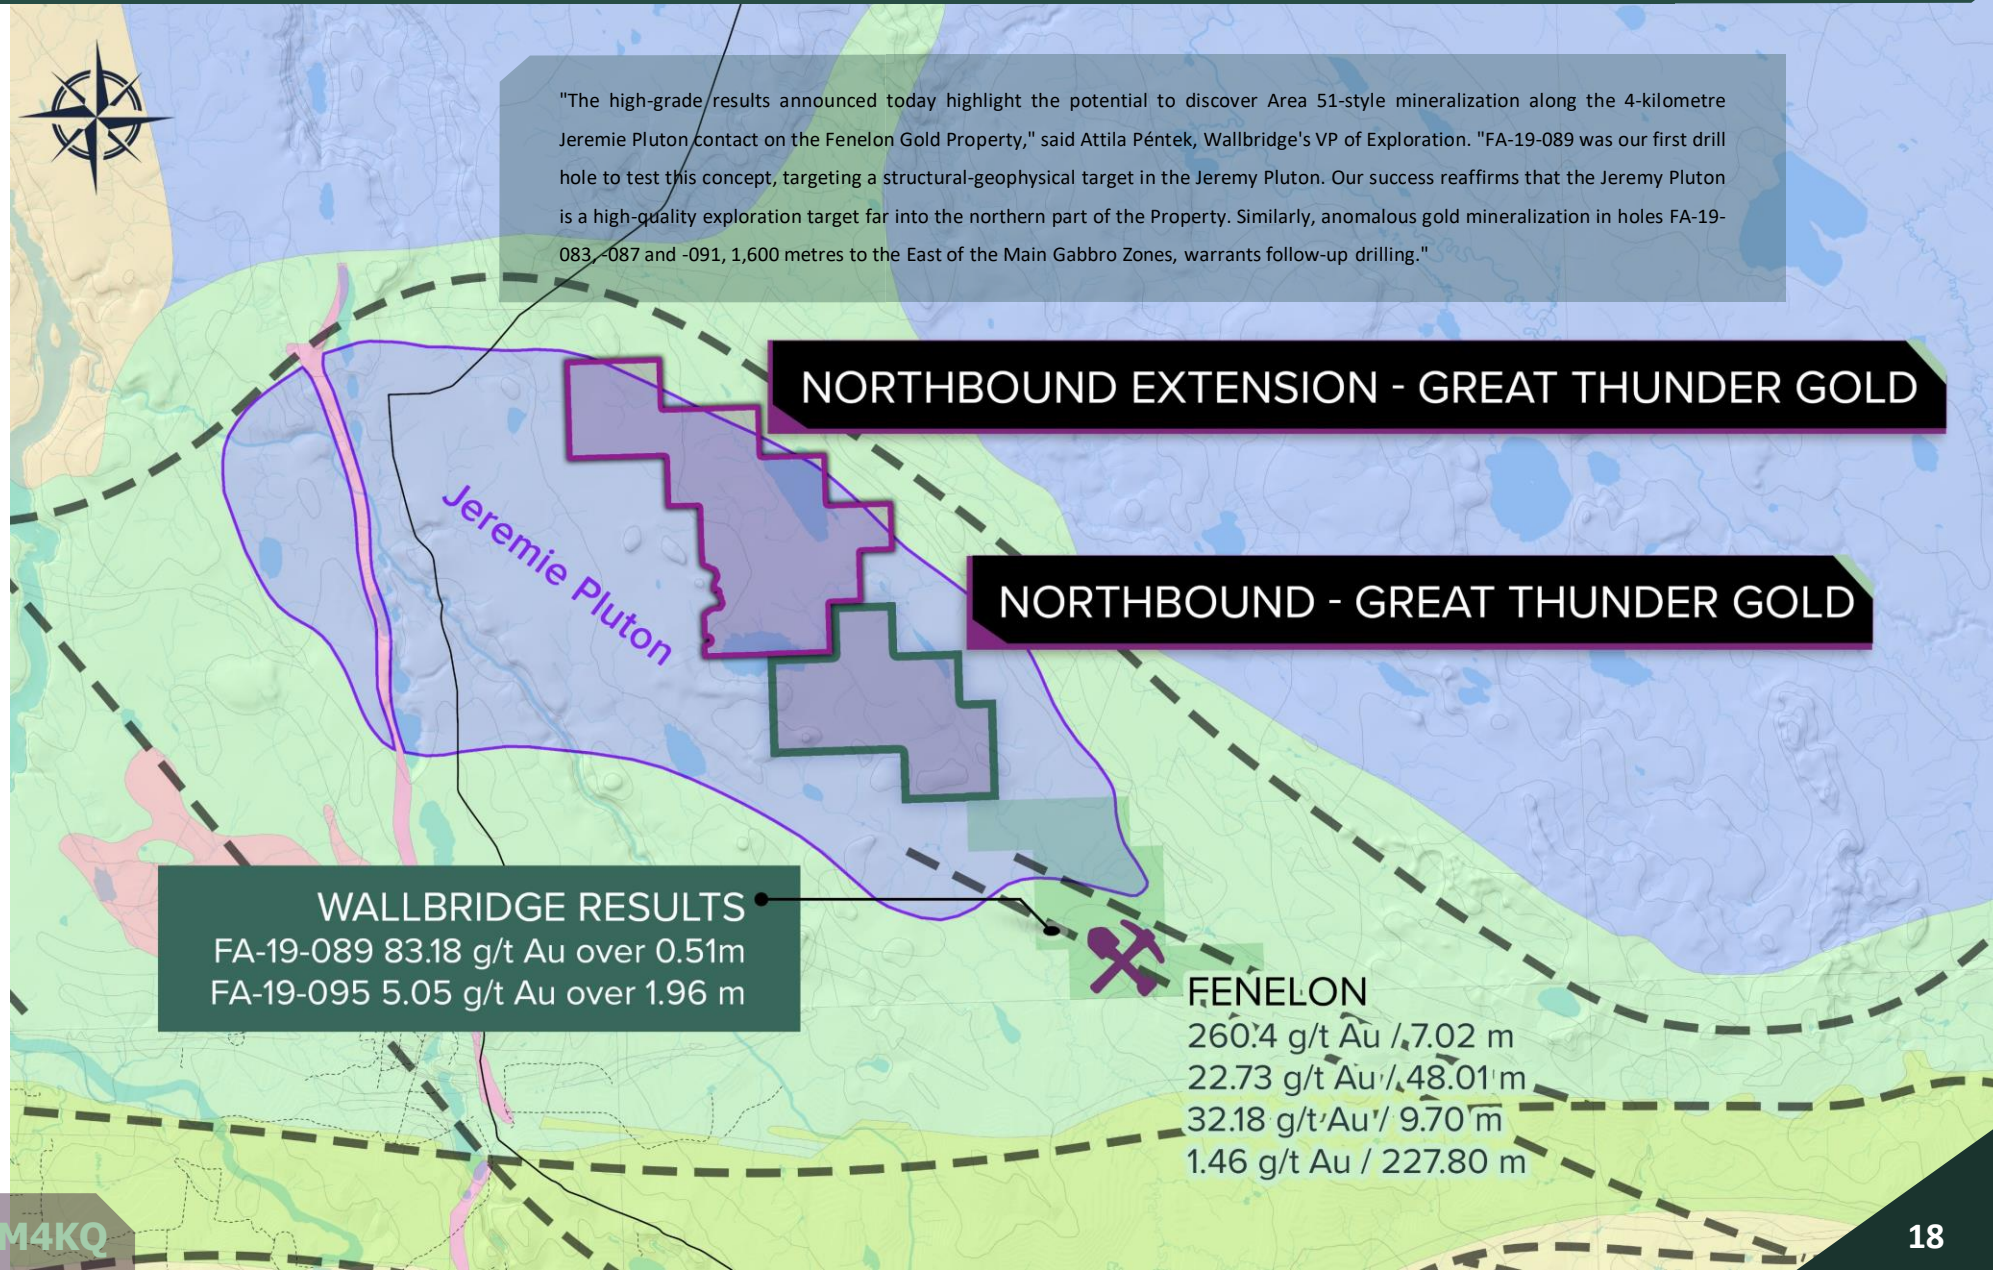 "The high-grade results announced today highlight the potential to discover Area 51-style mineralization along the 4-kilometre
Jeremie Pluton contact on the Fenelon Gold Property," said Attila Péntek, Wallbridge's VP of Exploration. "FA-19-089 was our first drill
hole to test this concept, targeting a structural-geophysical target in the Jeremy Pluton. Our success reaffirms that the Jeremy Pluton
is a high-quality exploration target far into the northern part of the Property. Similarly, anomalous gold mineralization in holes FA-19-
083, -087 and -091, 1,600 metres to the East of the Main Gabbro Zones, warrants follow-up drilling."
NORTHBOUND EXTENSION - GREAT THUNDER GOLD
NORTHBOUND - GREAT THUNDER GOLD
Jeremie Pluton
WALLBRIDGE RESULTS
FA-19-089 83.18 g/t Au over 0.51m
FA-19-095 5.05 g/t Au over 1.96 m
FENELON
260.4 g/t Au / 7.02 m
22.73 g/t Au / 48.01 m
32.18 g/t Au / 9.70 m
1.46 g/t Au / 227.80 m
M4KQ
18